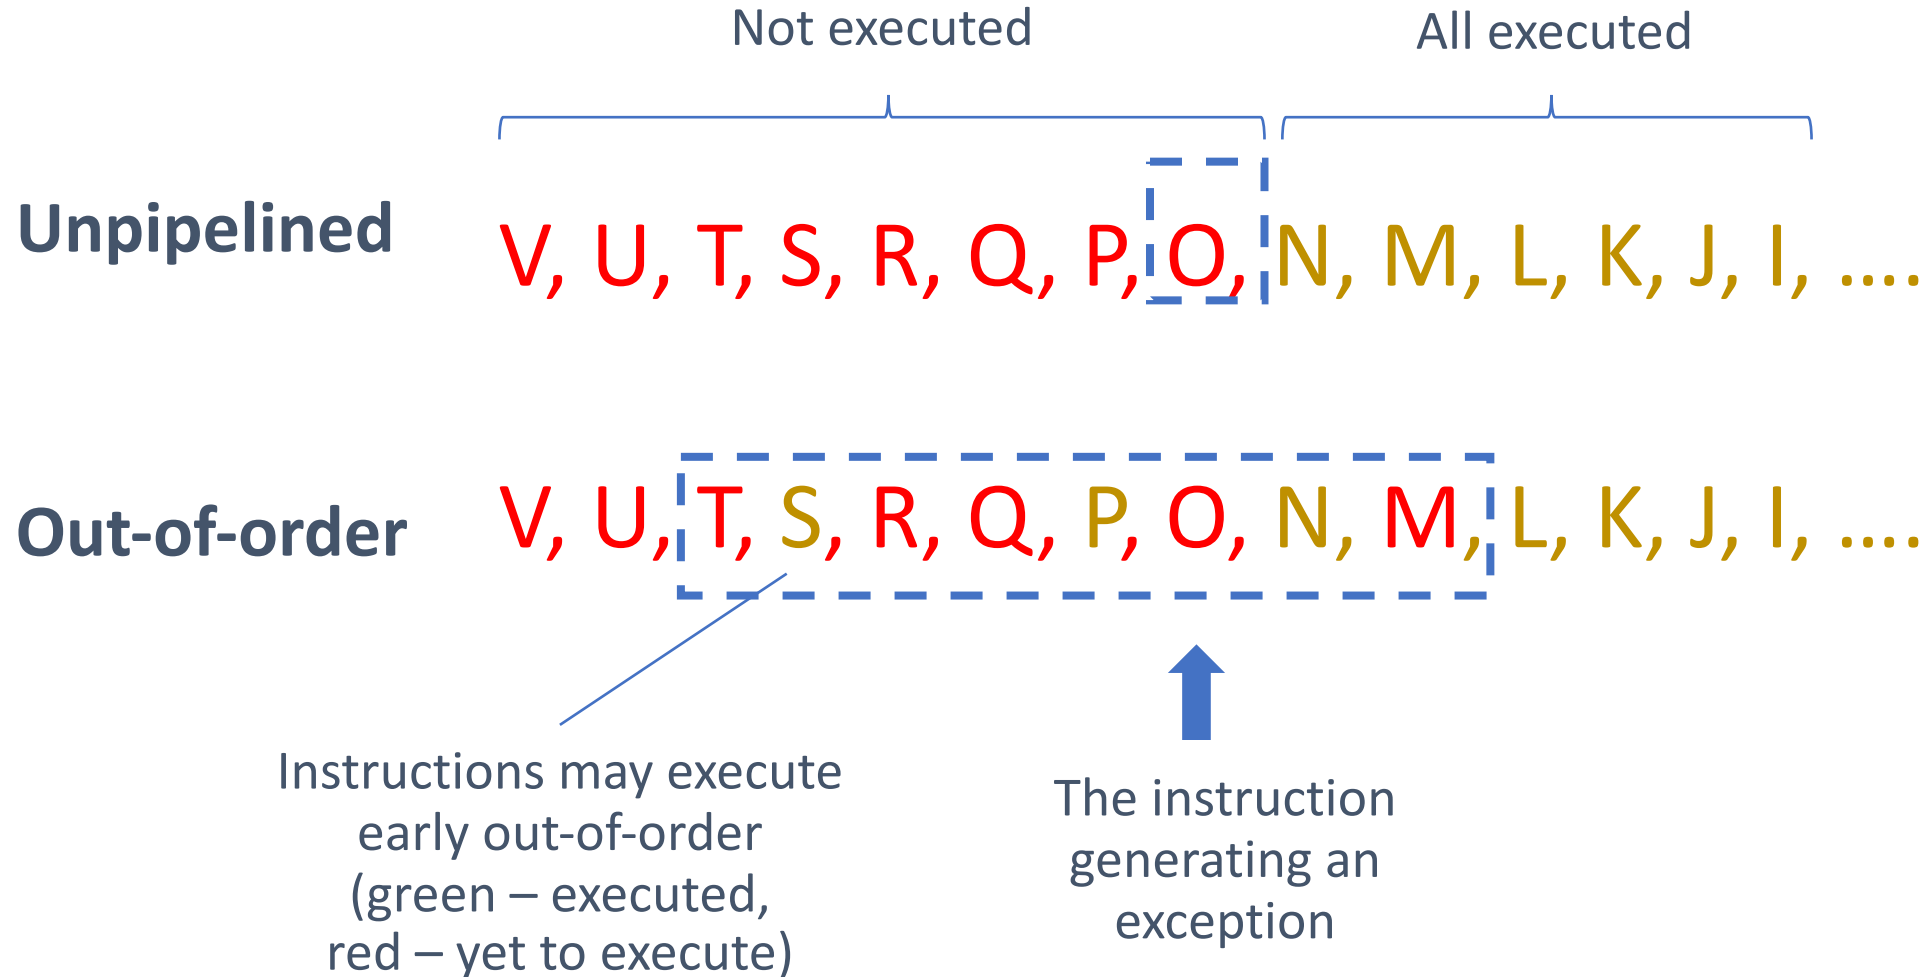 Not executed
All executed
Unpipelined
V, U, T, S, R, Q, P, O, N, M, L, K, J, I, ....
Out-of-order
V, U, T, S, R, Q, P, O, N, M, L, K, J, I, ....
Instructions may execute
early out-of-order
(green – executed,
red – yet to execute)
The instruction
generating an
exception